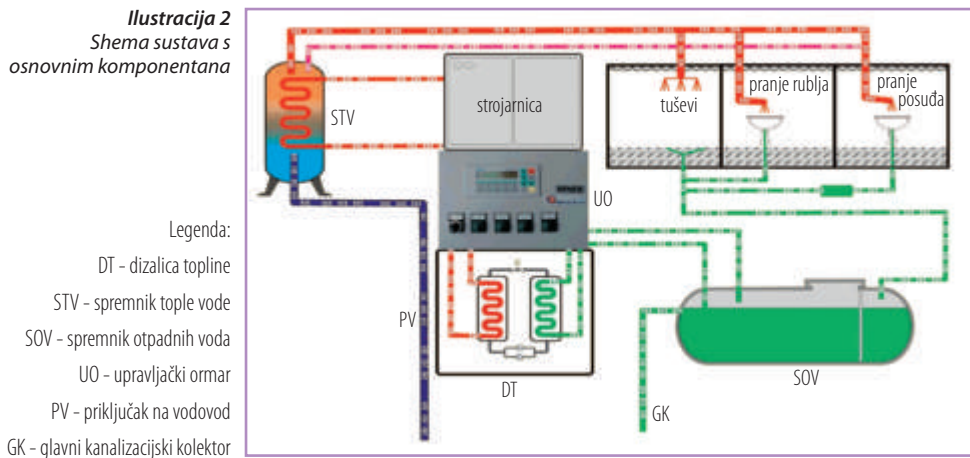 Ilustracija 2
Shema sustava s
osnovnim komponentana
Legenda:
DT - dizalica topline
STV - spremnik tople vode
SOV - spremnik otpadnih voda
UO - upravljački ormar
PV - priključak na vodovod
GK - glavni kanalizacijski kolektor
STV
strojarnica
tuševi
pranje rublja
pranje
posuđa
UO
PV
DT
SOV
GK